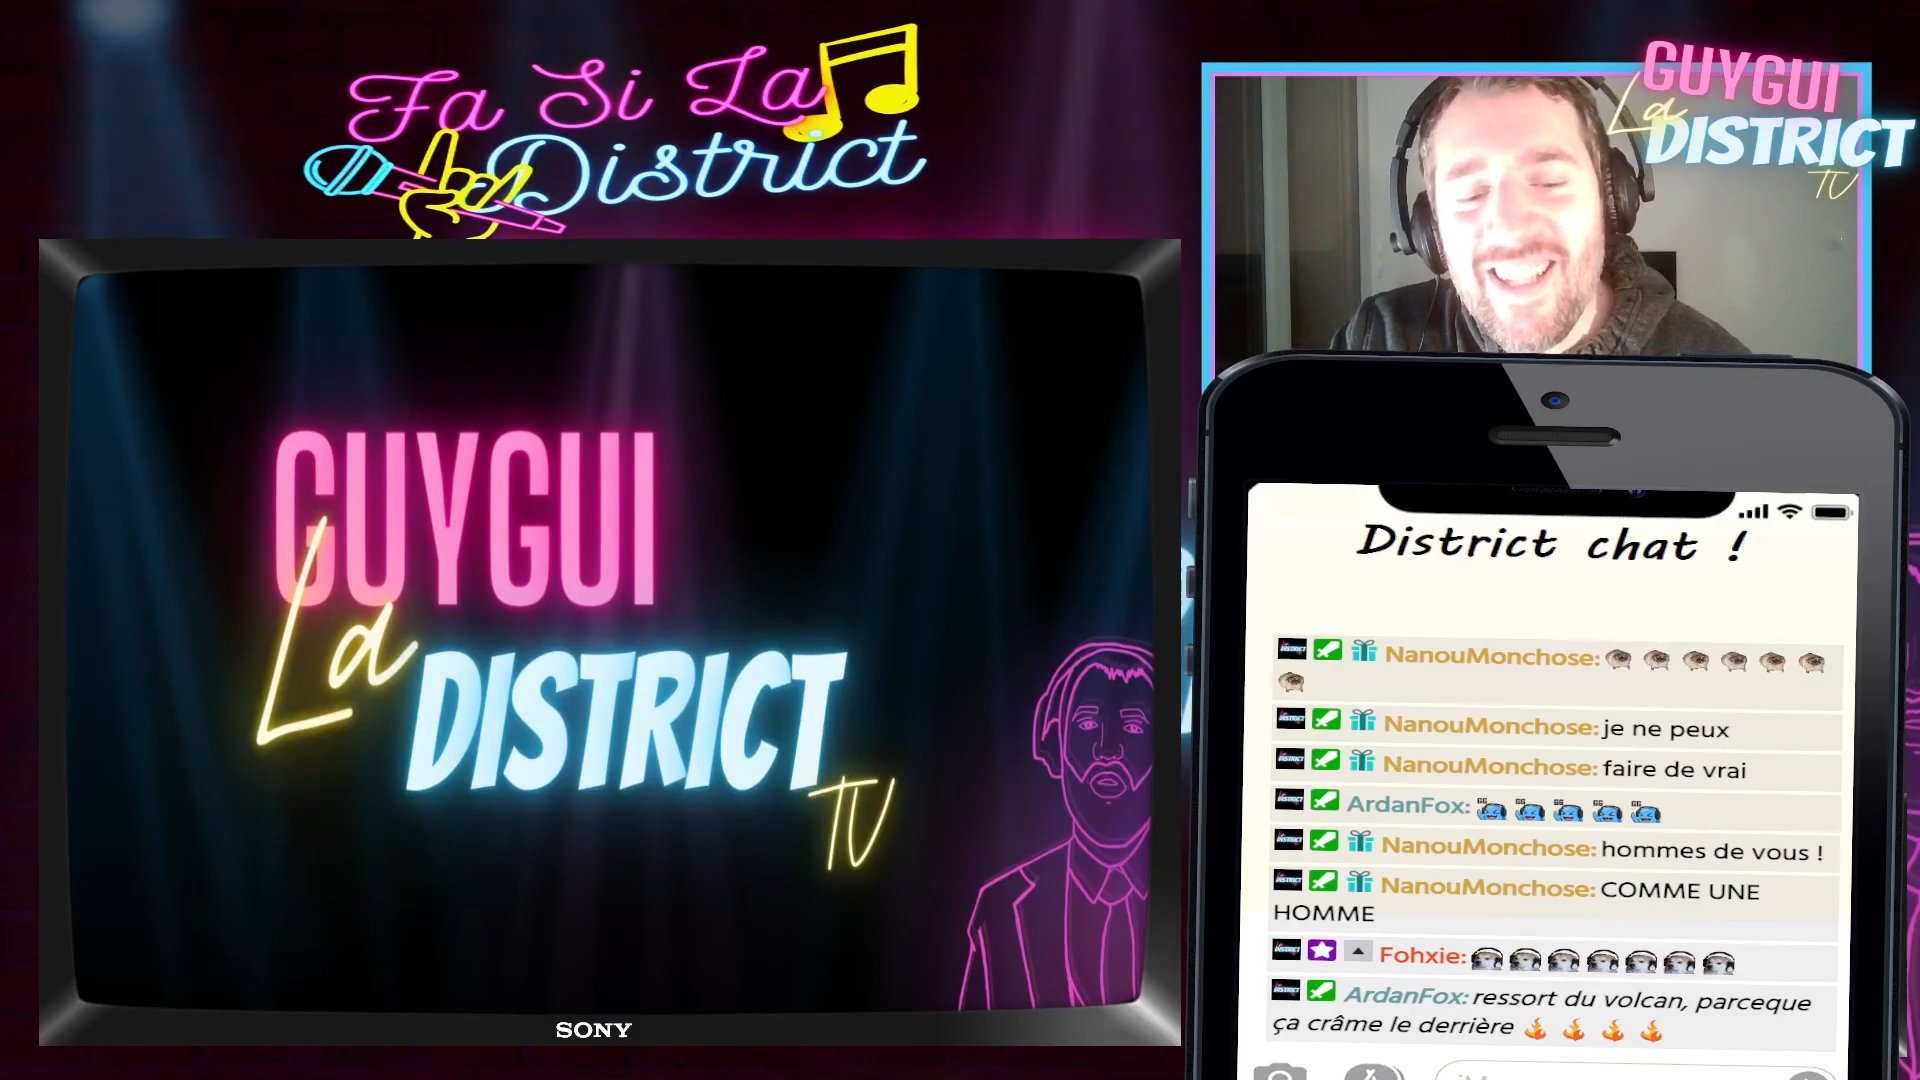 Fa Si La
District
GUYGUI
La
DISTRICT
TV
GUYGUI
La
DISTRICT
TV
SONY
District chat !
NanouMonchose:
NanouMonchose: je ne peux
NanouMonchose: faire de vrai
ArdanFox:
NanouMonchose: hommes de vous !
NanouMonchose: COMME UNE
HOMME
Fohxie:
ArdanFox: ressort du volcan, parceque
ça crâme le derrière